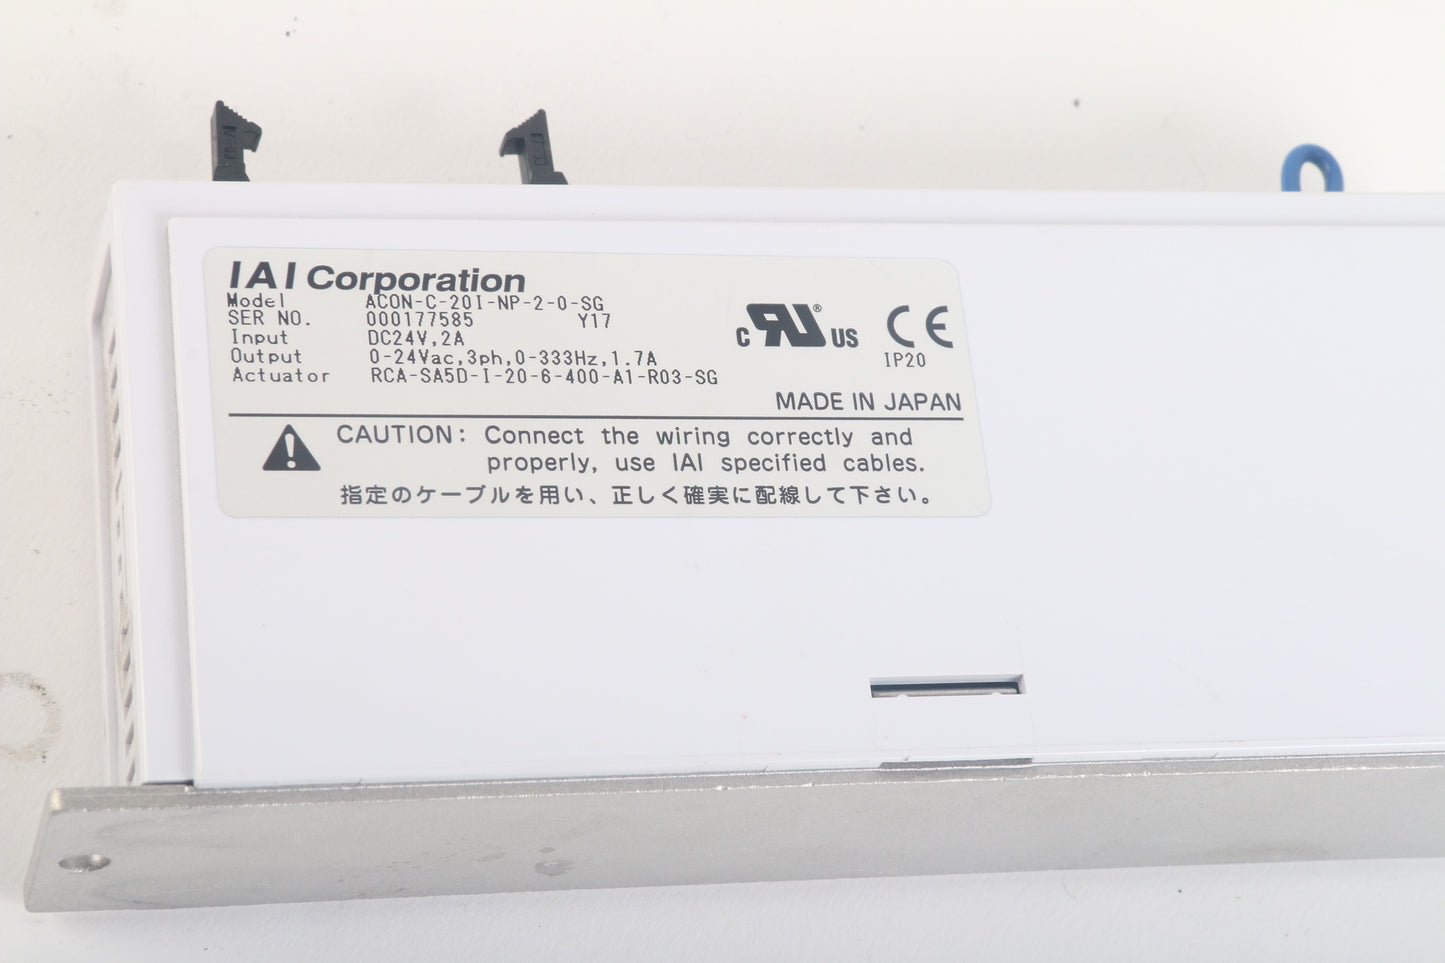 IAI Corporation
Model ACON-C-20I-NP-2-0-SG
SER NO. 000177585 Y17
Input DC24V,2A
Output 0-24Vac,3ph,0-333Hz,1.7A
Actuator RCA-SA5D-I-20-6-400-A1-R03-SG
C RU ® US CE
IP20
MADE IN JAPAN
CAUTION: Connect the wiring correctly and
properly, use IAI specified cables.
指定のケーブルを用い、正しく確実に配線して下さい。